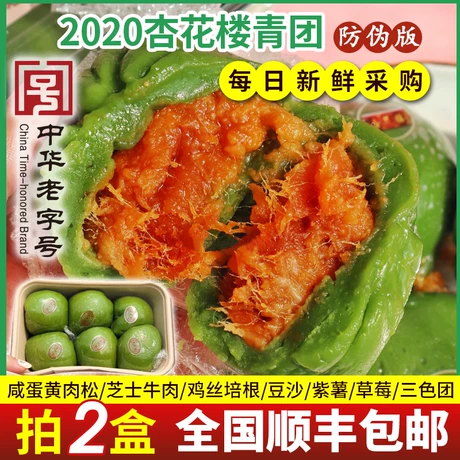 2020杏花楼青团
防伪版
每日新鲜采购
中华老字号
China Time-honored Brand
咸蛋黄肉松/芝士牛肉/鸡丝培根/豆沙/紫薯/草莓/三色团
拍2盒 全国顺丰包邮